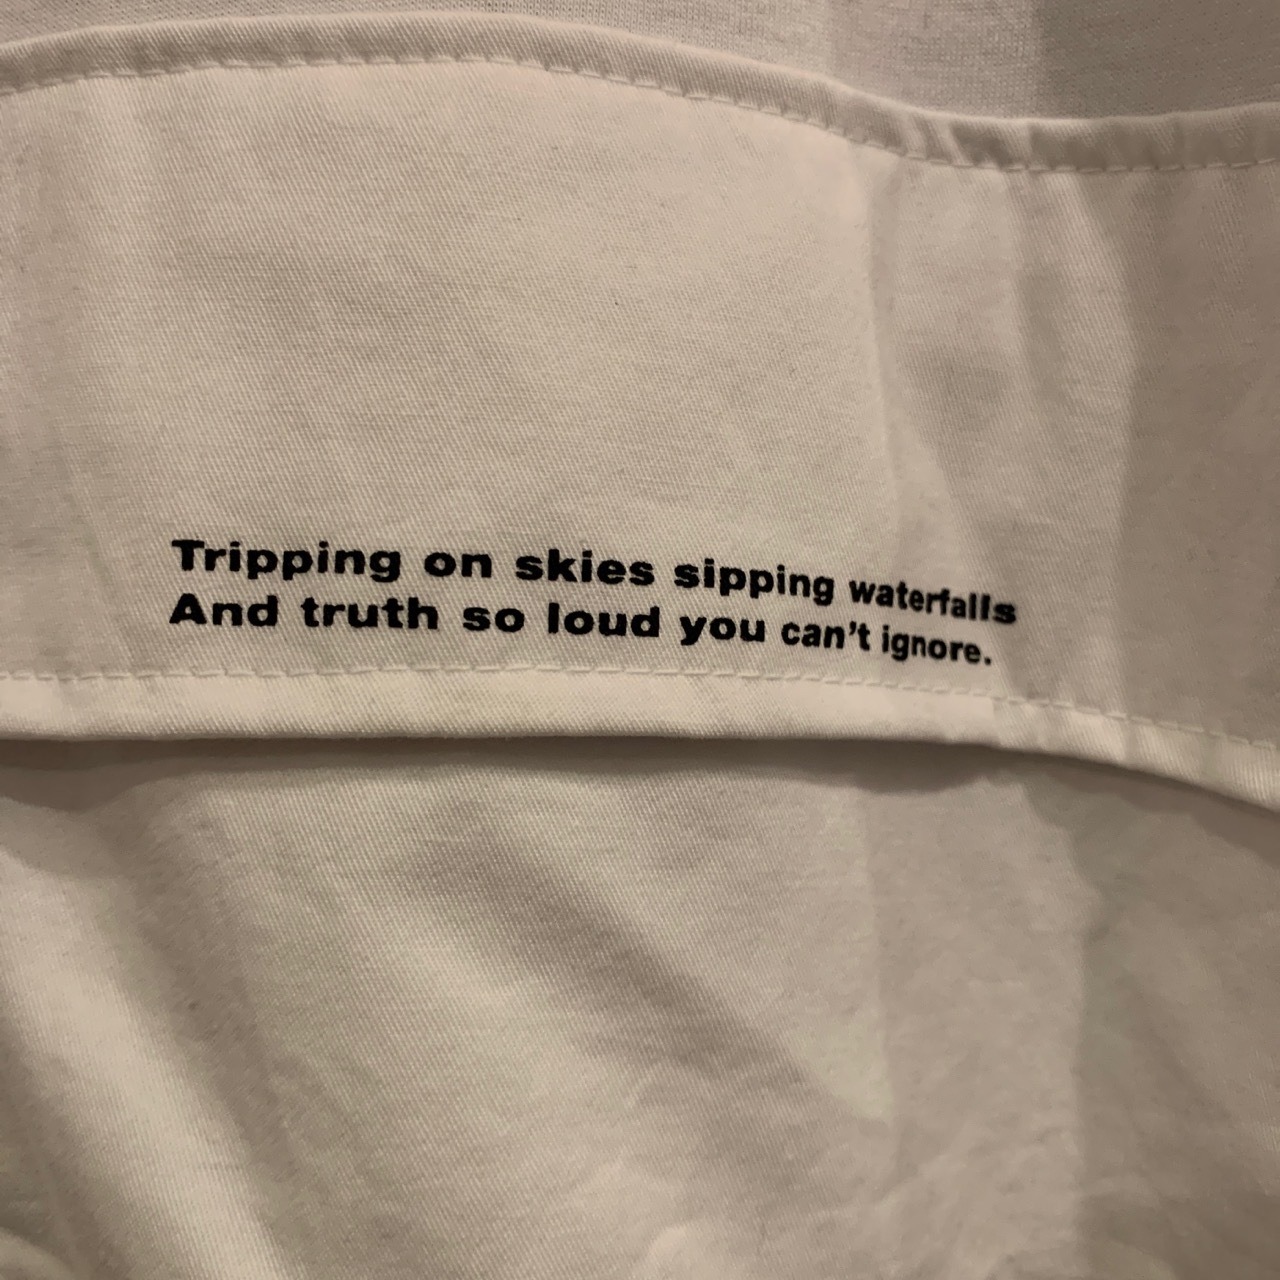 Tripping on skies sipping waterfalls
And truth so loud you can't ignore.